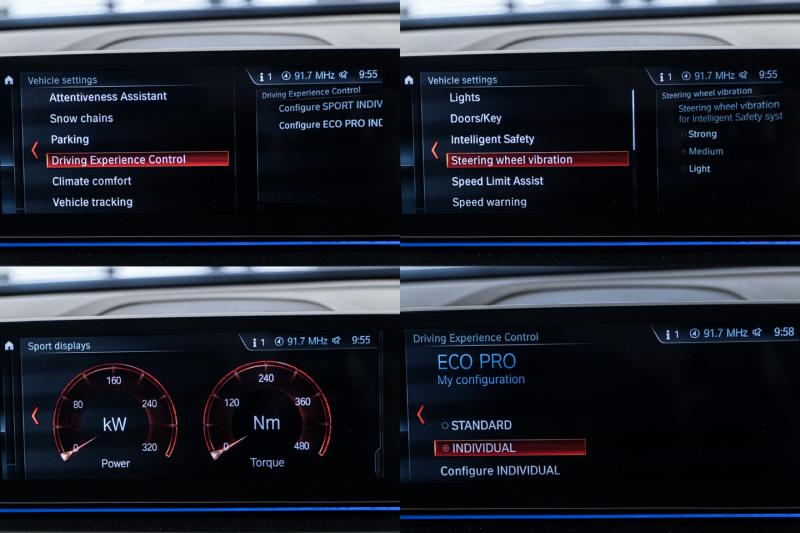 Vehicle settings
1 91.7 MHz 9:55
Attentiveness Assistant
Snow chains
Parking
Driving Experience Control
Climate comfort
Vehicle tracking
Driving Experience Control
Configure SPORT INDIV
Configure ECO PRO IND
Vehicle settings
1 91.7 MHz 9:55
Lights
Doors/Key
Intelligent Safety
Steering wheel vibration
Speed Limit Assist
Speed warning
Steering wheel vibration
Steering wheel vibration
for Intelligent Safety syst
Strong
Medium
Light
Sport displays
1 91.7 MHz 9:55
0 80 160 240 320
kW
Power
0 120 240 360 480
Nm
Torque
Driving Experience Control
1 91.7 MHz 9:58
ECO PRO
My configuration
STANDARD
INDIVIDUAL
Configure INDIVIDUAL